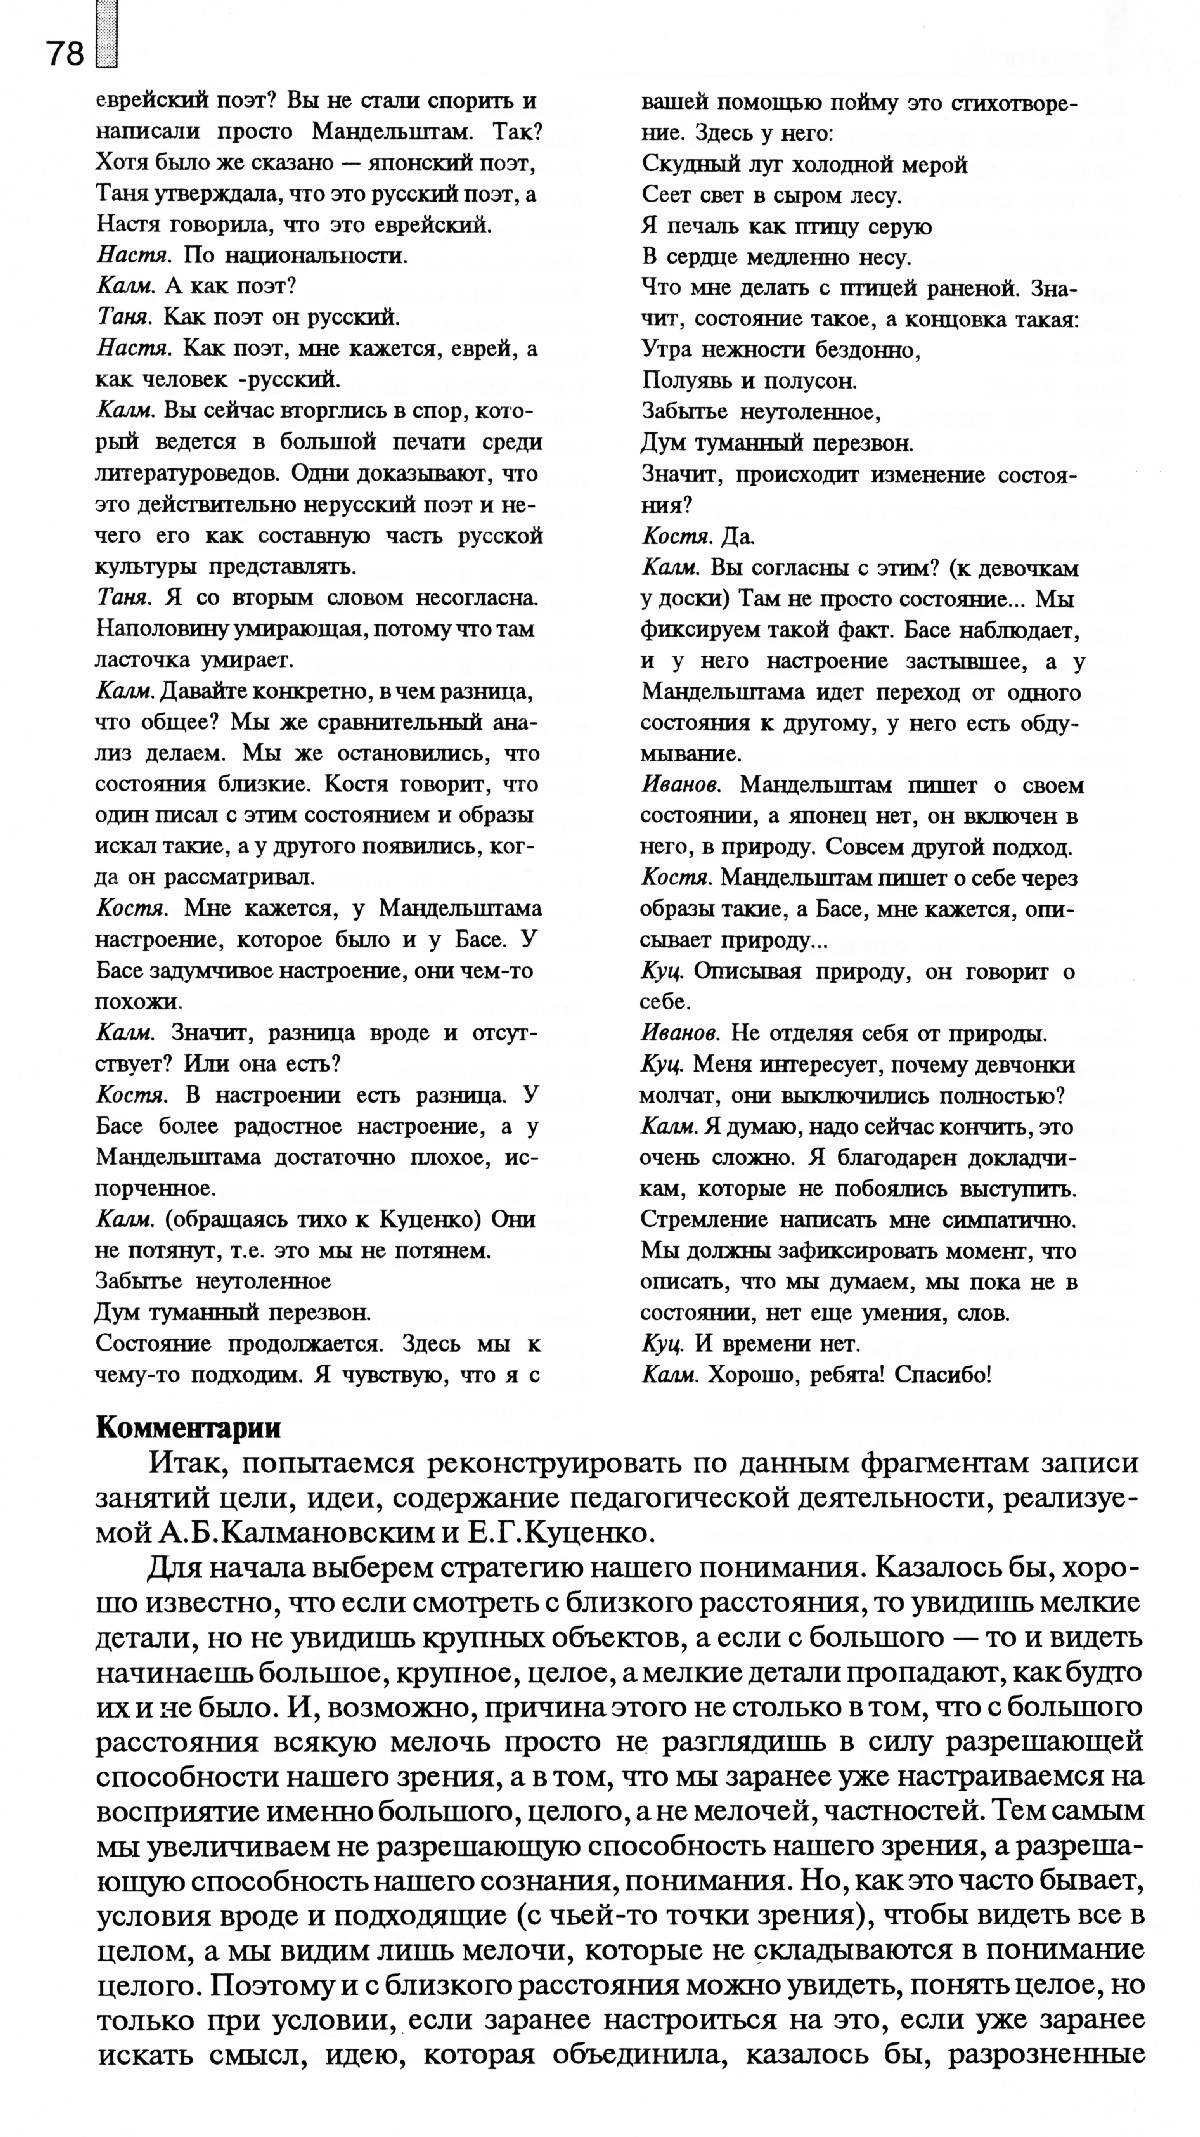 78
еврейский поэт? Вы не стали спорить и
написали просто Мандельштам. Так?
Хотя было же сказано — японский поэт,
Таня утверждала, что это русский поэт, а
Настя говорила, что это еврейский.
Настя. По национальности.
Калм. А как поэт?
Таня. Как поэт он русский.
Настя. Как поэт, мне кажется, еврей, а
как человек -русский.
Калм. Вы сейчас вторглись в спор, кото-
рый ведется в большой печати среди
литературоведов. Одни доказывают, что
это действительно нерусский поэт и не-
чего его как составную часть русской
культуры представлять.
Таня. Я со вторым словом несогласна.
Наполовину умирающая, потому что там
ласточка умирает.
Калм. Давайте конкретно, в чем разница,
что общее? Мы же сравнительный ана-
лиз делаем. Мы же остановились, что
состояния близкие. Костя говорит, что
один писал с этим состоянием и образы
искал такие, а у другого появились, ког-
да он рассматривал.
Костя. Мне кажется, у Мандельштама
настроение, которое было и у Басе. У
Басе задумчивое настроение, они чем-то
похожи.
Калм. Значит, разница вроде и отсут-
ствует? Или она есть?
Костя. В настроении есть разница. У
Басе более радостное настроение, а у
Мандельштама достаточно плохое, ис-
порченное.
Калм. (обращаясь тихо к Куценко) Они
не потянут, т.е. это мы не потянем.
Забытье неутоленное
Дум туманный перезвон.
Состояние продолжается. Здесь мы к
чему-то подходим. Я чувствую, что я с
вашей помощью пойму это стихотворе-
ние. Здесь у него:
Скудный луг холодной мерой
Сеет свет в сыром лесу.
Я печаль как птицу серую
В сердце медленно несу.
Что мне делать с птицей раненой. Зна-
чит, состояние такое, а концовка такая:
Утра нежности бездонно,
Полуявь и полусон.
Забытье неутоленное,
Дум туманный перезвон.
Значит, происходит изменение состоя-
ния?
Костя. Да.
Калм. Вы согласны с этим? (к девочкам
у доски) Там не просто состояние... Мы
фиксируем такой факт. Басе наблюдает,
и у него настроение застывшее, а у
Мандельштама идет переход от одного
состояния к другому, у него есть обду-
мывание.
Иванов. Мандельштам пишет о своем
состоянии, а японец нет, он включен в
него, в природу. Совсем другой подход.
Костя. Мандельштам пишет о себе через
образы такие, а Басе, мне кажется, опи-
сывает природу...
Куц. Описывая природу, он говорит о
себе.
Иванов. Не отделяя себя от природы.
Куц. Меня интересует, почему девчонки
молчат, они выключились полностью?
Калм. Я думаю, надо сейчас кончить, это
очень сложно. Я благодарен докладчи-
кам, которые не побоялись выступить.
Стремление написать мне симпатично.
Мы должны зафиксировать момент, что
описать, что мы думаем, мы пока не в
состоянии, нет еще умения, слов.
Куц. И времени нет.
Калм. Хорошо, ребята! Спасибо!
Комментарии
Итак, попытаемся реконструировать по данным фрагментам записи
занятий цели, идеи, содержание педагогической деятельности, реализуе-
мой А.Б.Калмановским и Е.Г.Куценко.
Для начала выберем стратегию нашего понимания. Казалось бы, хоро-
шо известно, что если смотреть с близкого расстояния, то увидишь мелкие
детали, но не увидишь крупных объектов, а если с большого — то и видеть
начинаешь большое, крупное, целое, а мелкие детали пропадают, как будто
их и не было. И, возможно, причина этого не столько в том, что с большого
расстояния всякую мелочь просто не разглядишь в силу разрешающей
способности нашего зрения, а в том, что мы заранее уже настраиваемся на
восприятие именно большого, целого, а не мелочей, частностей. Тем самым
мы увеличиваем не разрешающую способность нашего зрения, а разреша-
ющую способность нашего сознания, понимания. Но, как это часто бывает,
условия вроде и подходящие (с чьей-то точки зрения), чтобы видеть все в
целом, а мы видим лишь мелочи, которые не складываются в понимание
целого. Поэтому и с близкого расстояния можно увидеть, понять целое, но
только при условии, если заранее настроиться на это, если уже заранее
искать смысл, идею, которая объединила, казалось бы, разрозненные